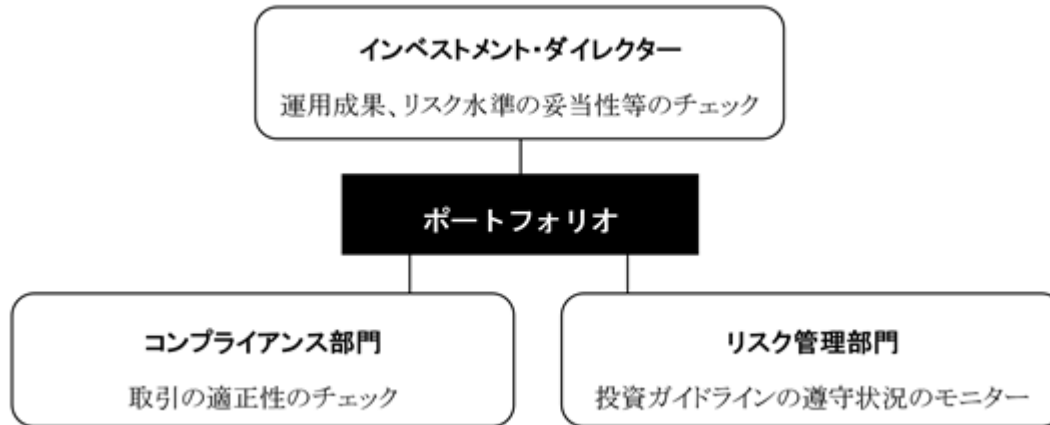 インベストメント・ダイレクター
運用成果、リスク水準の妥当性等のチェック
ポートフォリオ
コンプライアンス部門
取引の適正性のチェック
リスク管理部門
投資ガイドラインの遵守状況のモニター